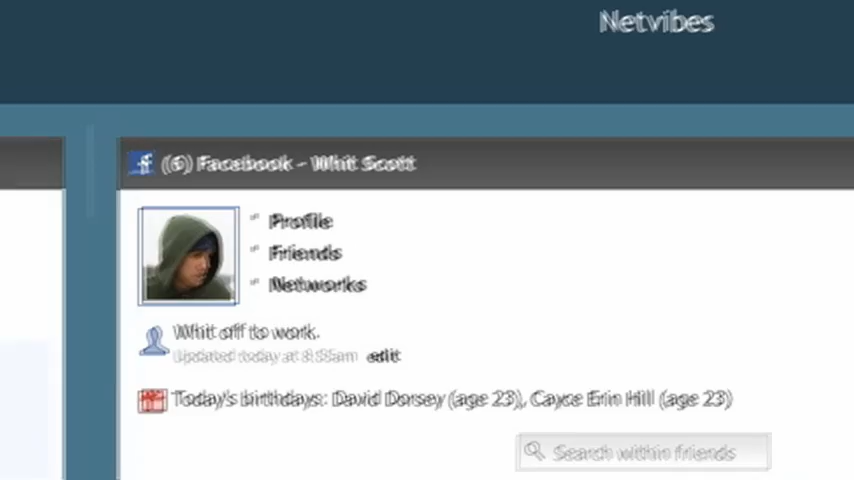 Netvibes
(6) Facebook - Whit Scott
Profile
Friends
Networks
Whit off to work.
Updated today at 8:55am edit
Today's birthdays: David Dorsey (age 23), Cayce Erin Hill (age 23)
Search within friends